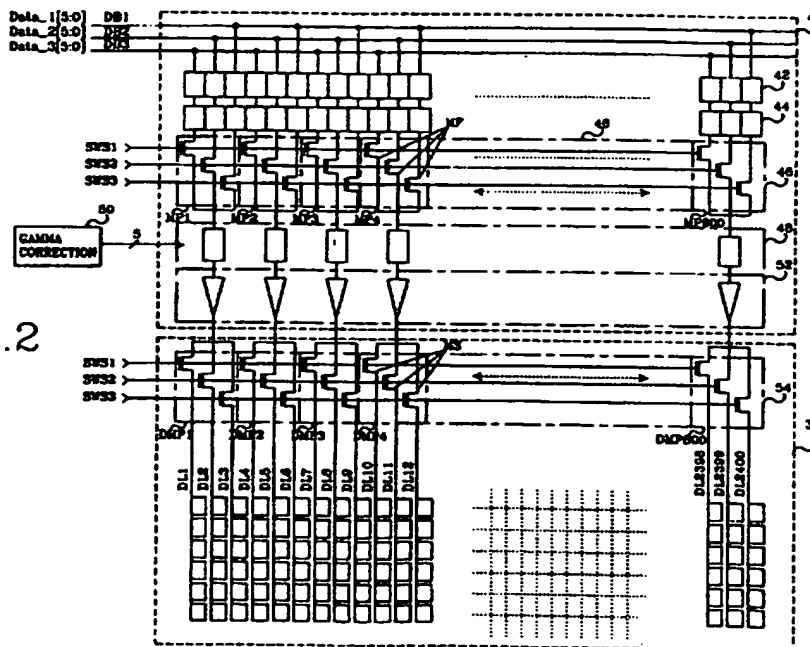 Data_1[5:0] DB1
Data_2[5:0] DB2
Data_3[5:0] DB3
42
44
MP
46
SWS1
SWS2
SWS3
46
MP1 MP2 MP3 MP4 MP800
50
GAMMA
CORRECTION
48
52
.2
MS
SWS1
SWS2
SWS3
54
DMP1 DMP2 DMP3 DMP4 DMP800
DL1 DL2 DL3 DL4 DL5 DL6 DL7 DL8 DL9 DL10 DL11 DL12 DL2398 DL2399 DL2400